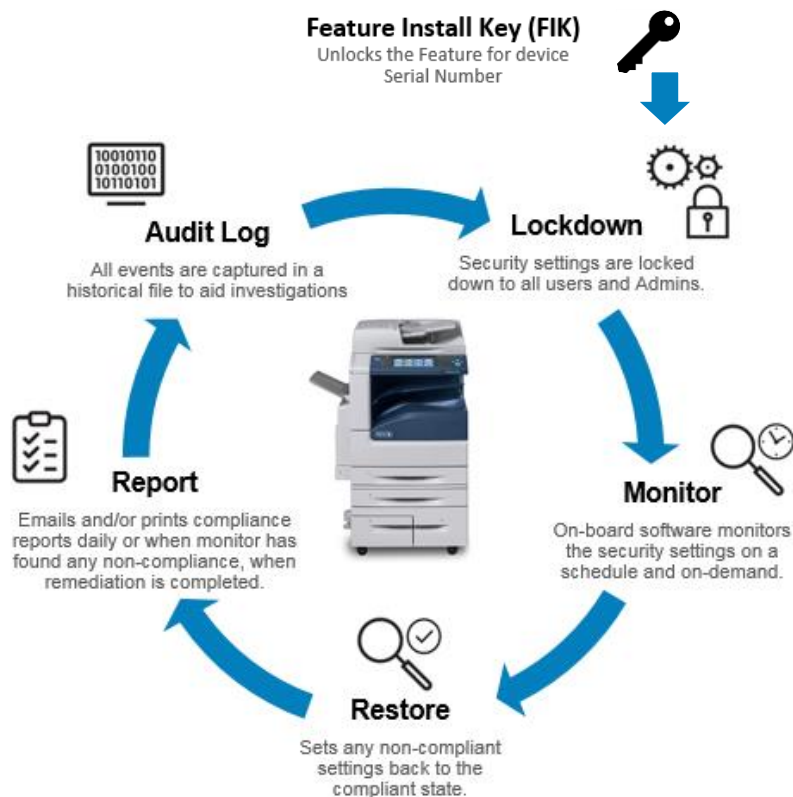 Feature Install Key (FIK)
Unlocks the Feature for device
Serial Number
10010110
0100100
10110101
Audit Log
All events are captured in a
historical file to aid investigations
Lockdown
Security settings are locked
down to all users and Admins.
Report
Emails and/or prints compliance
reports daily or when monitor has
found any non-compliance, when
remediation is completed.
Monitor
On-board software monitors
the security settings on a
schedule and on-demand.
Restore
Sets any non-compliant
settings back to the
compliant state.